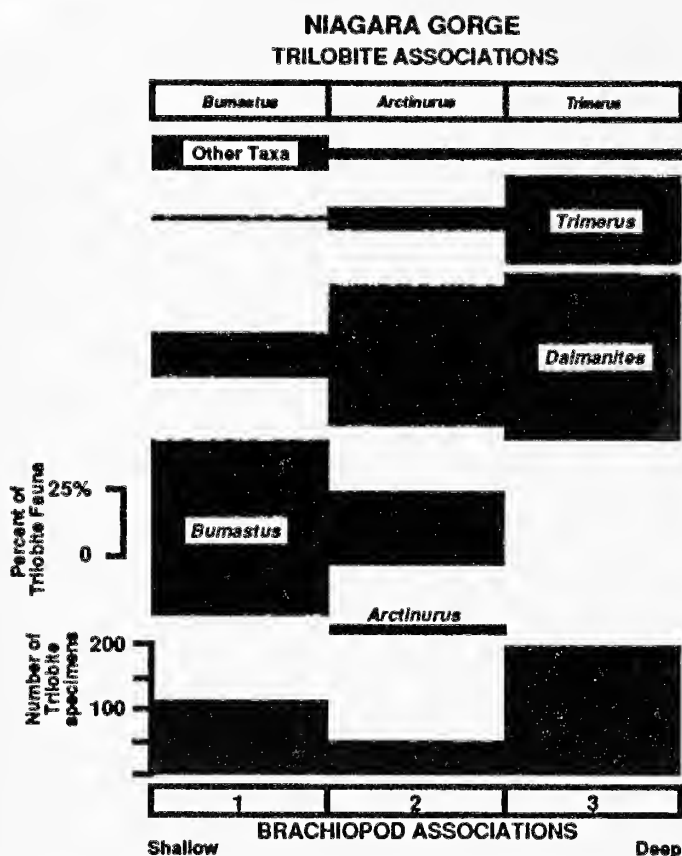 NIAGARA GORGE
TRILOBITE ASSOCIATIONS
Bumastus Arctinurus Trimerus
Other Taxa
Trimerus
Dalmanites
Percent of
Trilobite Fauna
25%
0
Bumastus
Arctinurus
Number of
Trilobite
specimens
200
100
1 2 3
BRACHIOPOD ASSOCIATIONS
Shallow Deep